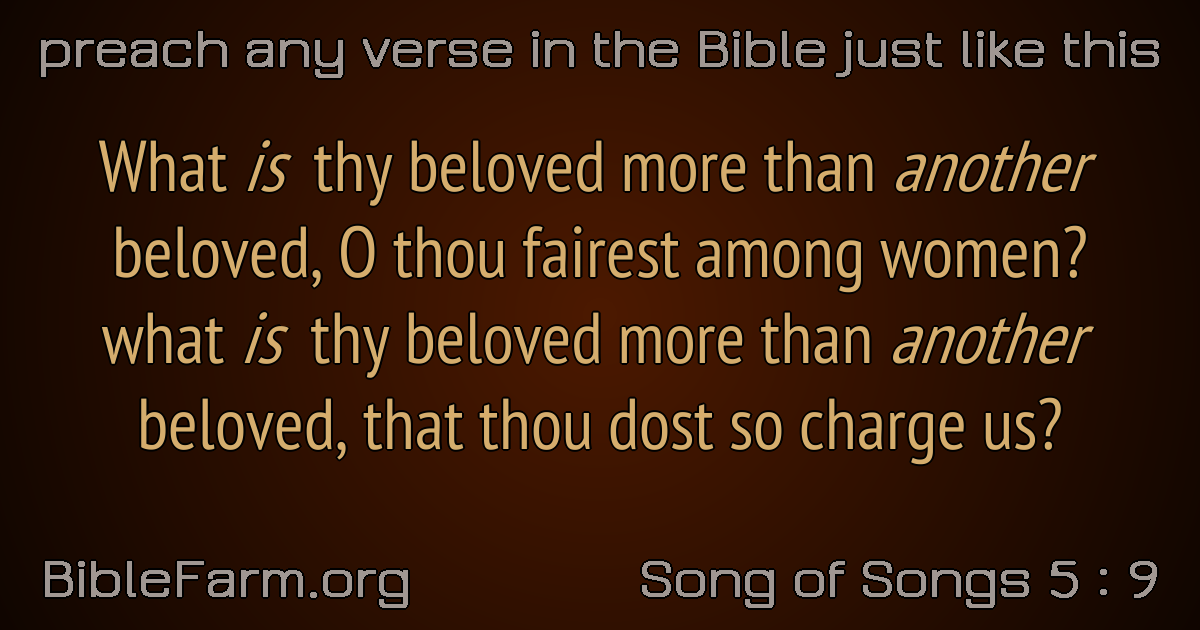 preach any verse in the Bible just like this
What is thy beloved more than another
beloved, O thou fairest among women?
what is thy beloved more than another
beloved, that thou dost so charge us?
BibleFarm.org
Song of Songs 5 : 9